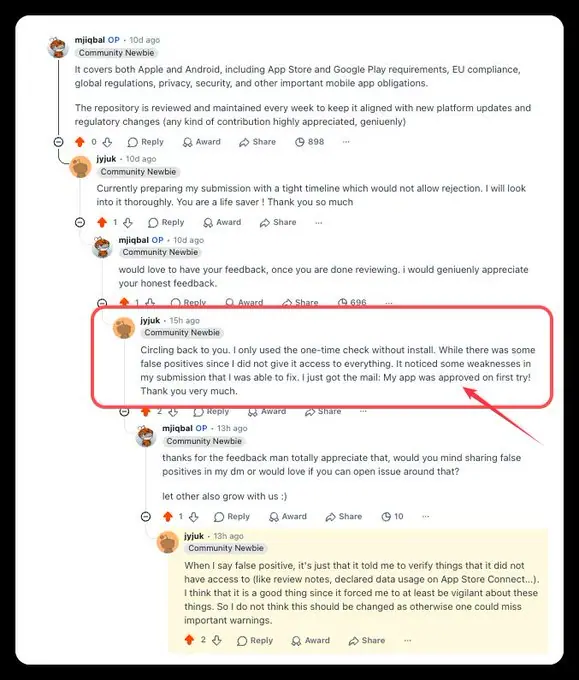 mjiqbal OP • 10d ago
Community Newbie
It covers both Apple and Android, including App Store and Google Play requirements, EU compliance,
global regulations, privacy, security, and other important mobile app obligations.
The repository is reviewed and maintained every week to keep it aligned with new platform updates and
regulatory changes (any kind of contribution highly appreciated, geniuenly)
0 Reply Award Share 898 ...
jyjuk • 10d ago
Community Newbie
Currently preparing my submission with a tight timeline which would not allow rejection. I will look
into it thoroughly. You are a life saver ! Thank you so much
1 Reply Award Share ...
mjiqbal OP • 10d ago
Community Newbie
would love to have your feedback, once you are done reviewing. i would geniuenly appreciate
your honest feedback.
1 Reply Award Share 696 ...
jyjuk • 15h ago
Community Newbie
Circling back to you. I only used the one-time check without install. While there was some
false positives since I did not give it access to everything. It noticed some weaknesses in
my submission that I was able to fix. I just got the mail: My app was approved on first try!
Thank you very much.
2 Reply Award Share ...
mjiqbal OP • 13h ago
Community Newbie
thanks for the feedback man totally appreciate that, would you mind sharing false
positives in my dm or would love if you can open issue around that?
let other also grow with us :)
1 Reply Award Share 10 ...
jyjuk • 13h ago
Community Newbie
When I say false positive, it's just that it told me to verify things that it did not
have access to (like review notes, declared data usage on App Store Connect...).
I think that it is a good thing since it forced me to at least be vigilant about these
things. So I do not think this should be changed as otherwise one could miss
important warnings.
2 Reply Award Share ...